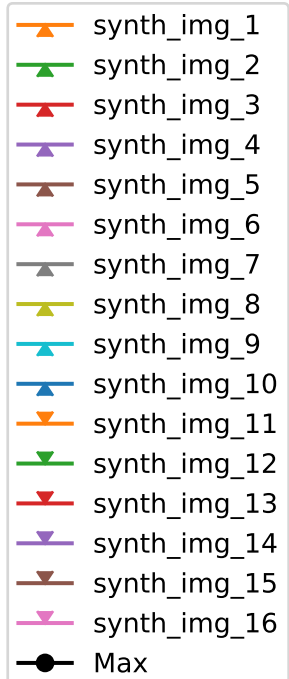 synth_img_1
synth_img_2
synth_img_3
synth_img_4
synth_img_5
synth_img_6
synth_img_7
synth_img_8
synth_img_9
synth_img_10
synth_img_11
synth_img_12
synth_img_13
synth_img_14
synth_img_15
synth_img_16
Max